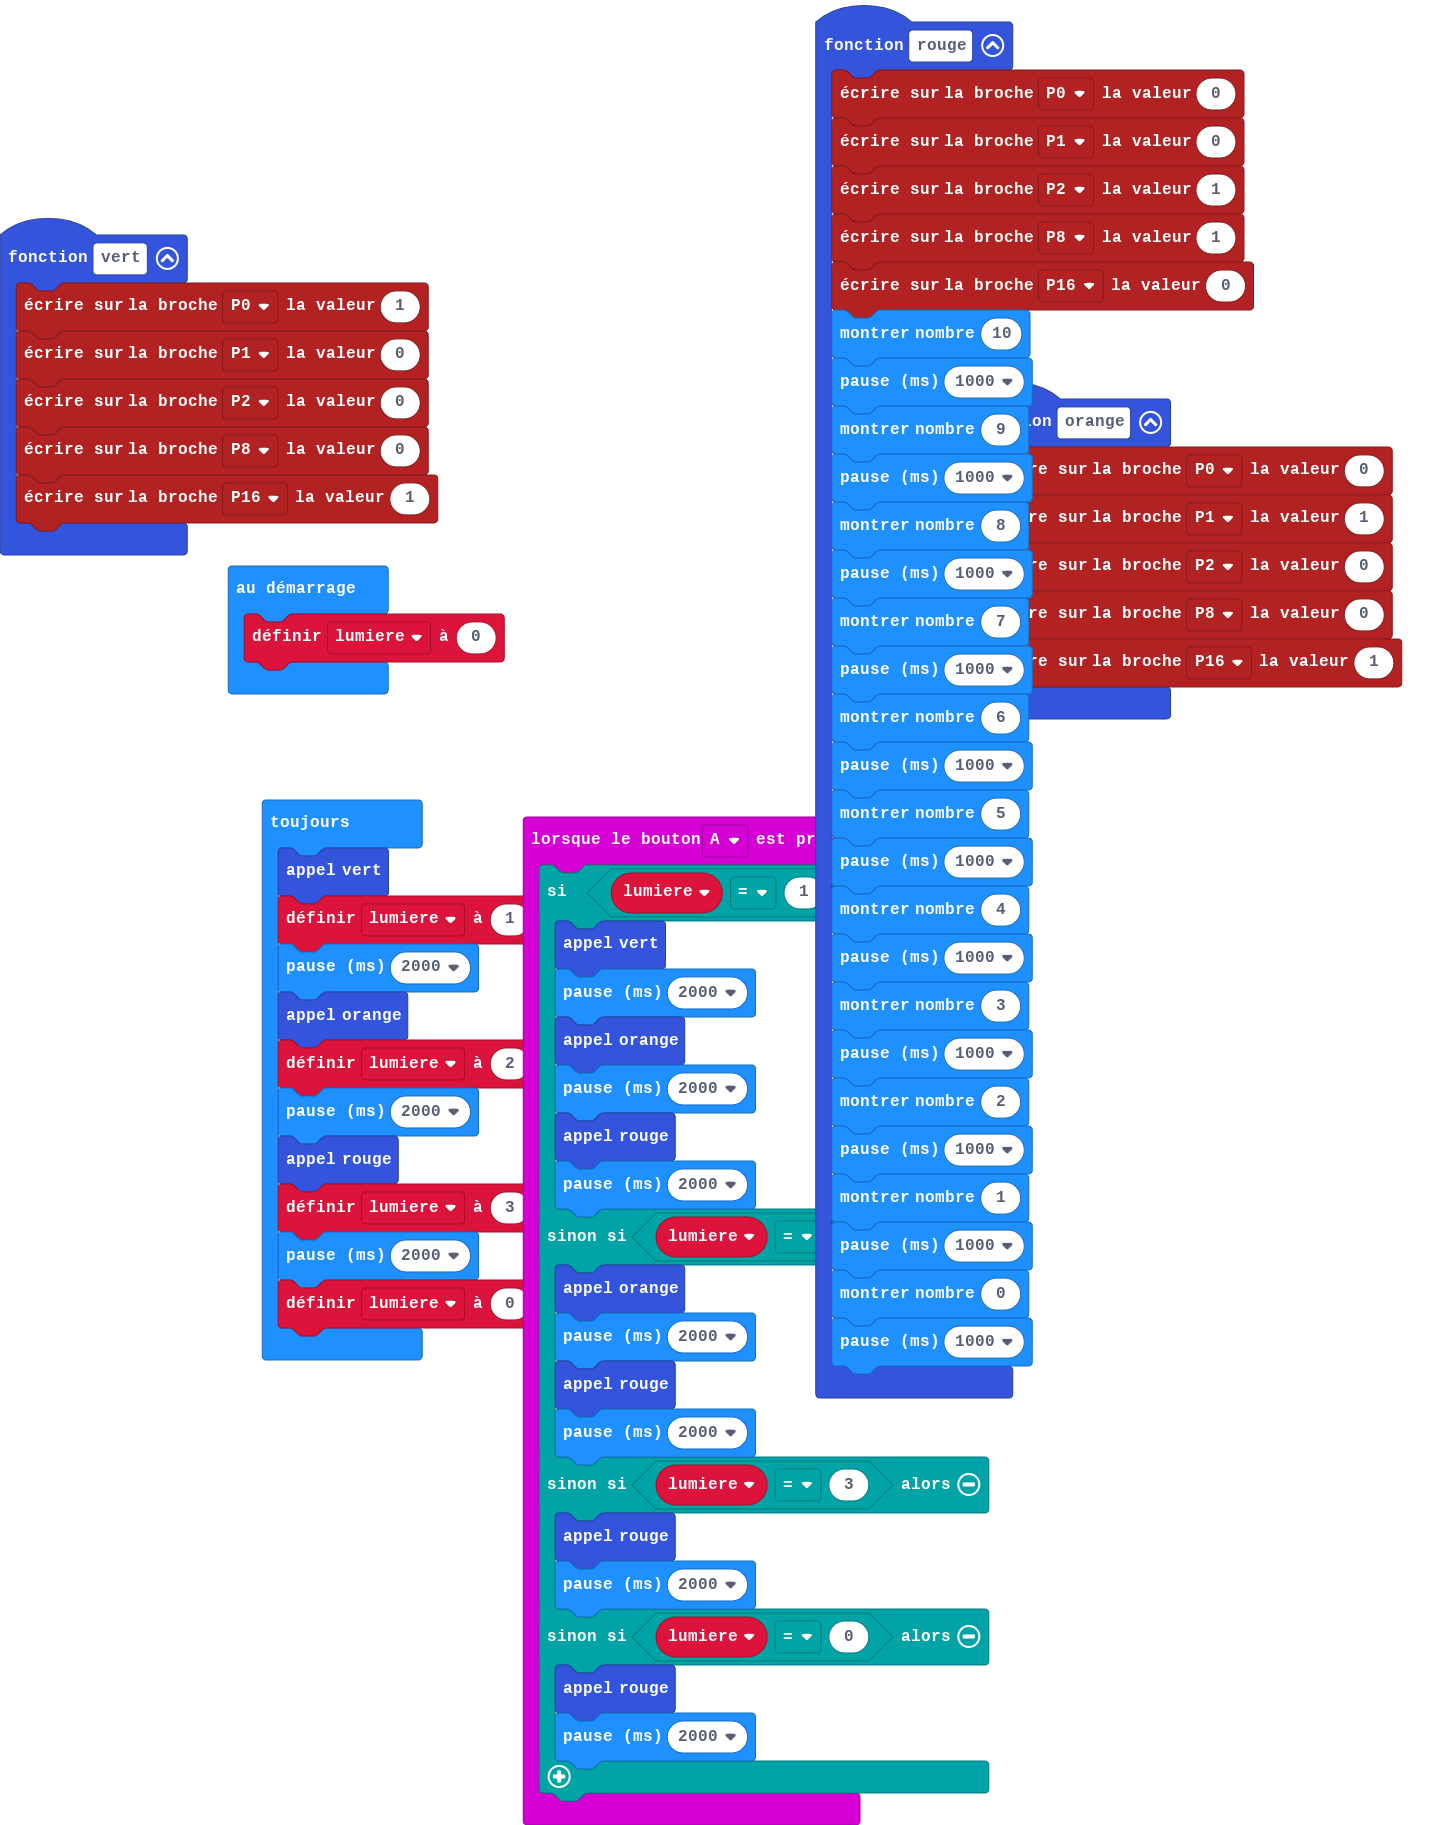 fonction vert
écrire sur la broche P0 la valeur 1
écrire sur la broche P1 la valeur 0
écrire sur la broche P2 la valeur 0
écrire sur la broche P8 la valeur 0
écrire sur la broche P16 la valeur 1
au démarrage
définir lumiere à 0
toujours
appel vert
définir lumiere à 1
pause (ms) 2000
appel orange
définir lumiere à 2
pause (ms) 2000
appel rouge
définir lumiere à 3
pause (ms) 2000
définir lumiere à 0
lorsque le bouton A est pr
si lumiere = 1
appel vert
pause (ms) 2000
appel orange
pause (ms) 2000
appel rouge
pause (ms) 2000
sinon si lumiere =
appel orange
pause (ms) 2000
appel rouge
pause (ms) 2000
sinon si lumiere = 3 alors
appel rouge
pause (ms) 2000
sinon si lumiere = 0 alors
appel rouge
pause (ms) 2000
fonction rouge
écrire sur la broche P0 la valeur 0
écrire sur la broche P1 la valeur 0
écrire sur la broche P2 la valeur 1
écrire sur la broche P8 la valeur 1
écrire sur la broche P16 la valeur 0
montrer nombre 10
pause (ms) 1000
montrer nombre 9
pause (ms) 1000
montrer nombre 8
pause (ms) 1000
montrer nombre 7
pause (ms) 1000
montrer nombre 6
pause (ms) 1000
montrer nombre 5
pause (ms) 1000
montrer nombre 4
pause (ms) 1000
montrer nombre 3
pause (ms) 1000
montrer nombre 2
pause (ms) 1000
montrer nombre 1
pause (ms) 1000
montrer nombre 0
pause (ms) 1000
on orange
re sur la broche P0 la valeur 0
re sur la broche P1 la valeur 1
re sur la broche P2 la valeur 0
re sur la broche P8 la valeur 0
re sur la broche P16 la valeur 1